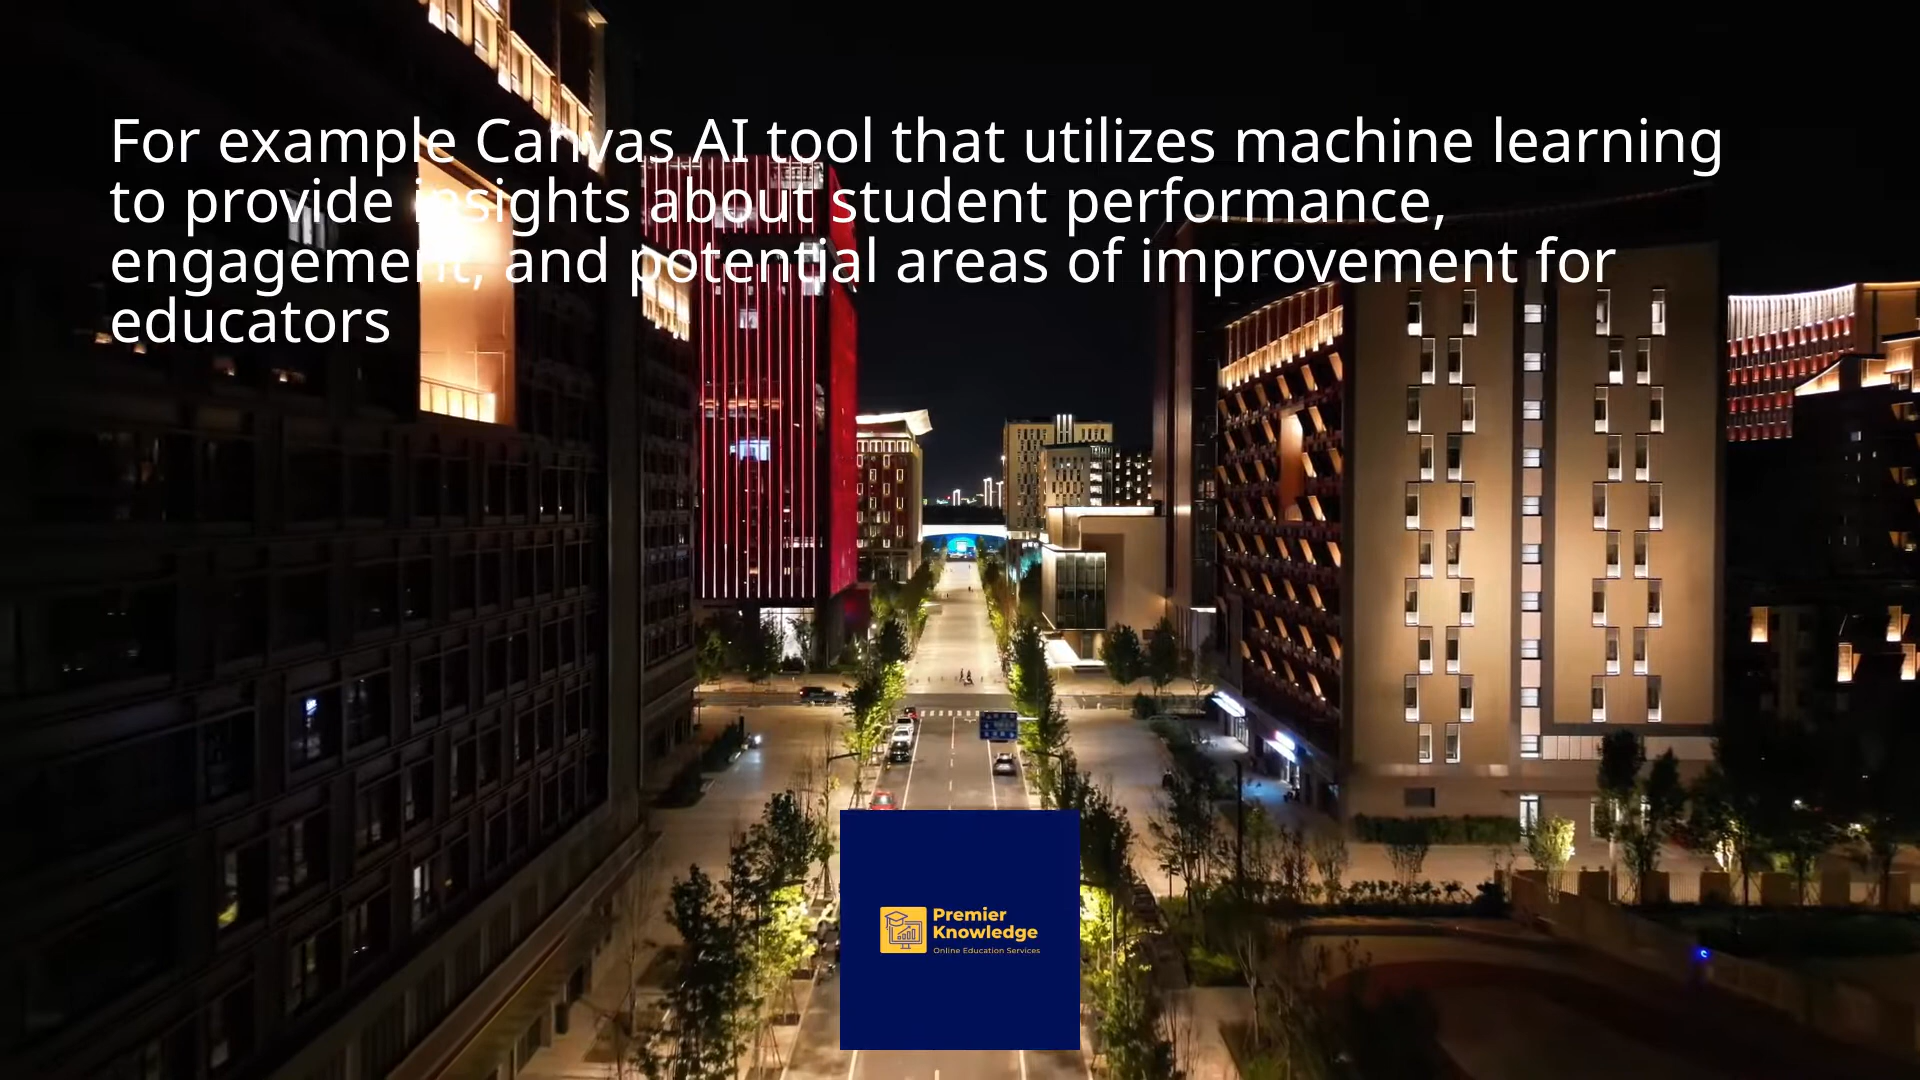 For example Canvas AI tool that utilizes machine learning
to provide insights about student performance,
engagement, and potential areas of improvement for
educators
Premier
Knowledge
Online Education Services